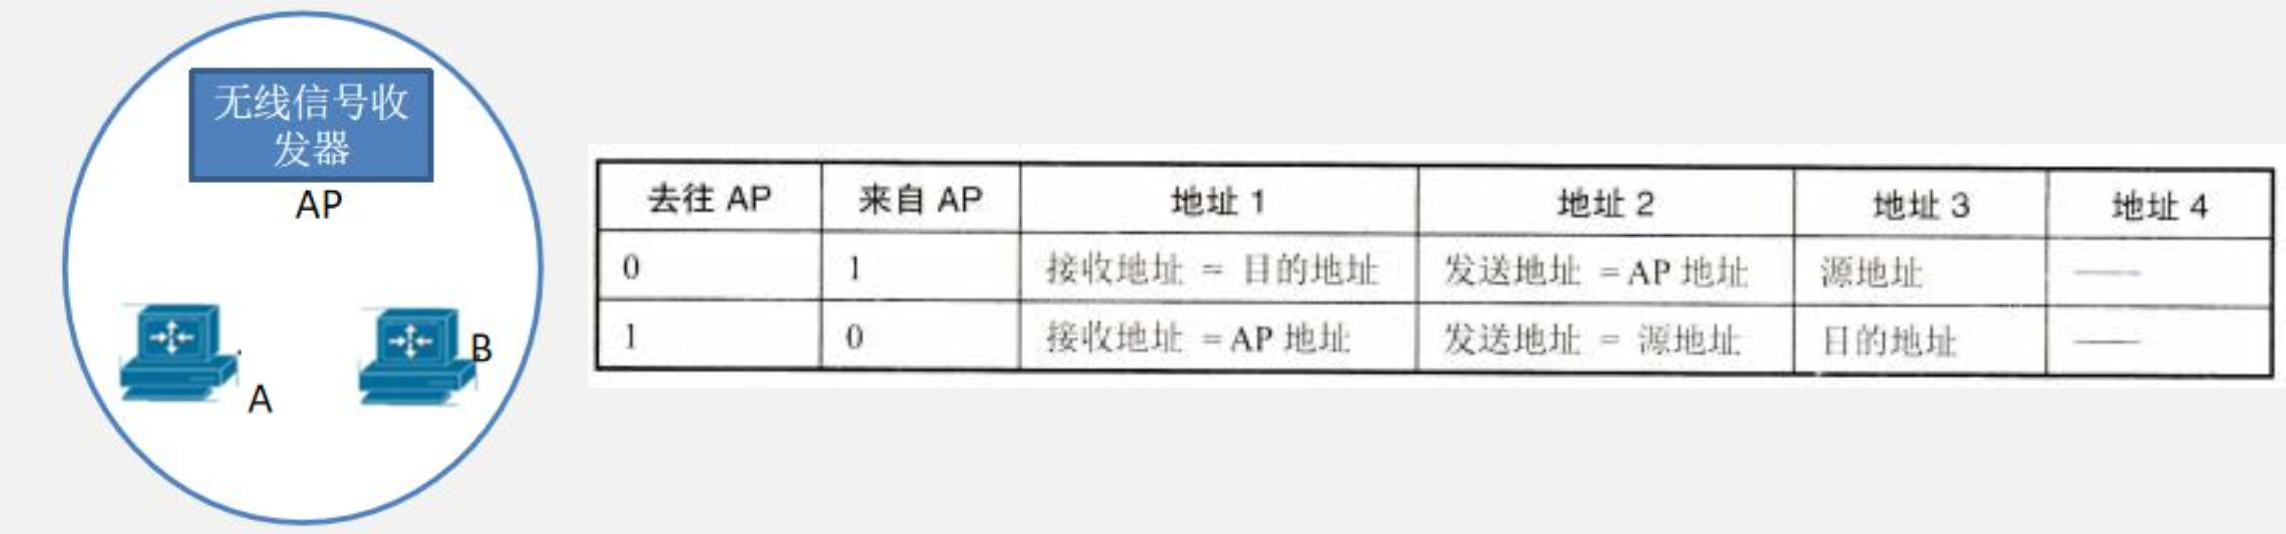 无线信号收
发器
AP
A
B
去往 AP 来自 AP 地址 1 地址 2 地址 3 地址 4
0 1 接收地址 = 目的地址 发送地址 = AP 地址 源地址 ——
1 0 接收地址 = AP 地址 发送地址 = 源地址 目的地址 ——